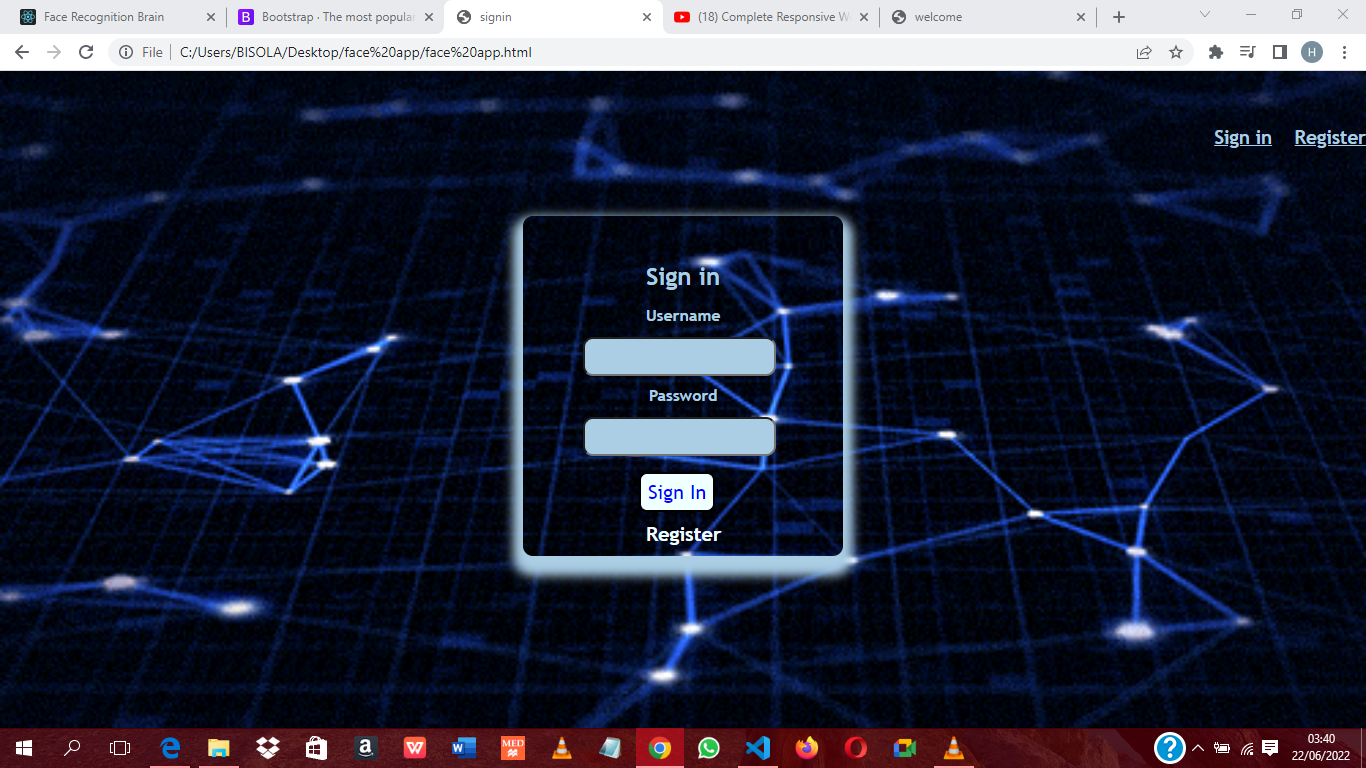 Face Recognition Brain
Bootstrap · The most popular
signin
(18) Complete Responsive W
welcome
File
C:/Users/BISOLA/Desktop/face%20app/face%20app.html
H
Sign in Register
Sign in
Username
Password
Sign In
Register
03:40
22/06/2022